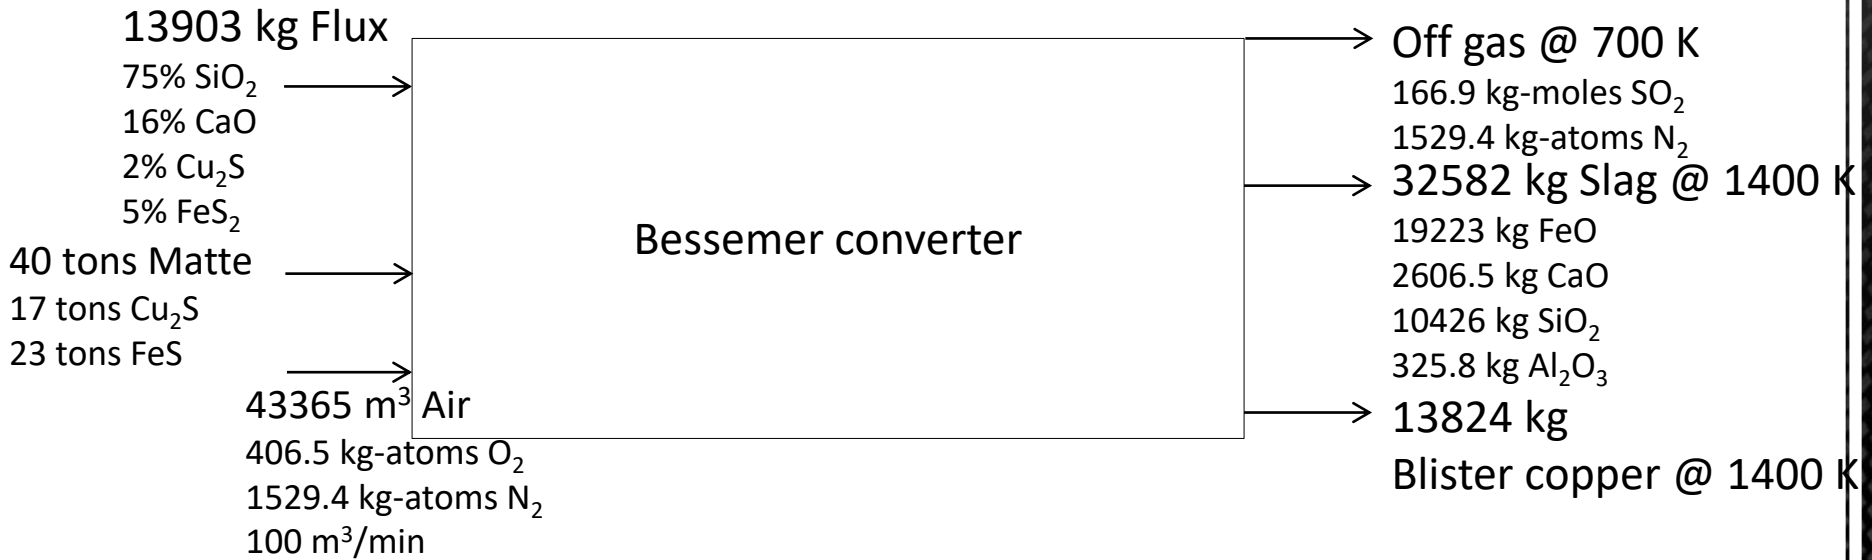 13903 kg Flux
75% SiO₂
16% CaO
2% Cu₂S
5% FeS₂
40 tons Matte
17 tons Cu₂S
23 tons FeS
43365 m³ Air
406.5 kg-atoms O₂
1529.4 kg-atoms N₂
100 m³/min
Bessemer converter
Off gas @ 700 K
166.9 kg-moles SO₂
1529.4 kg-atoms N₂
32582 kg Slag @ 1400 K
19223 kg FeO
2606.5 kg CaO
10426 kg SiO₂
325.8 kg Al₂O₃
13824 kg
Blister copper @ 1400 K